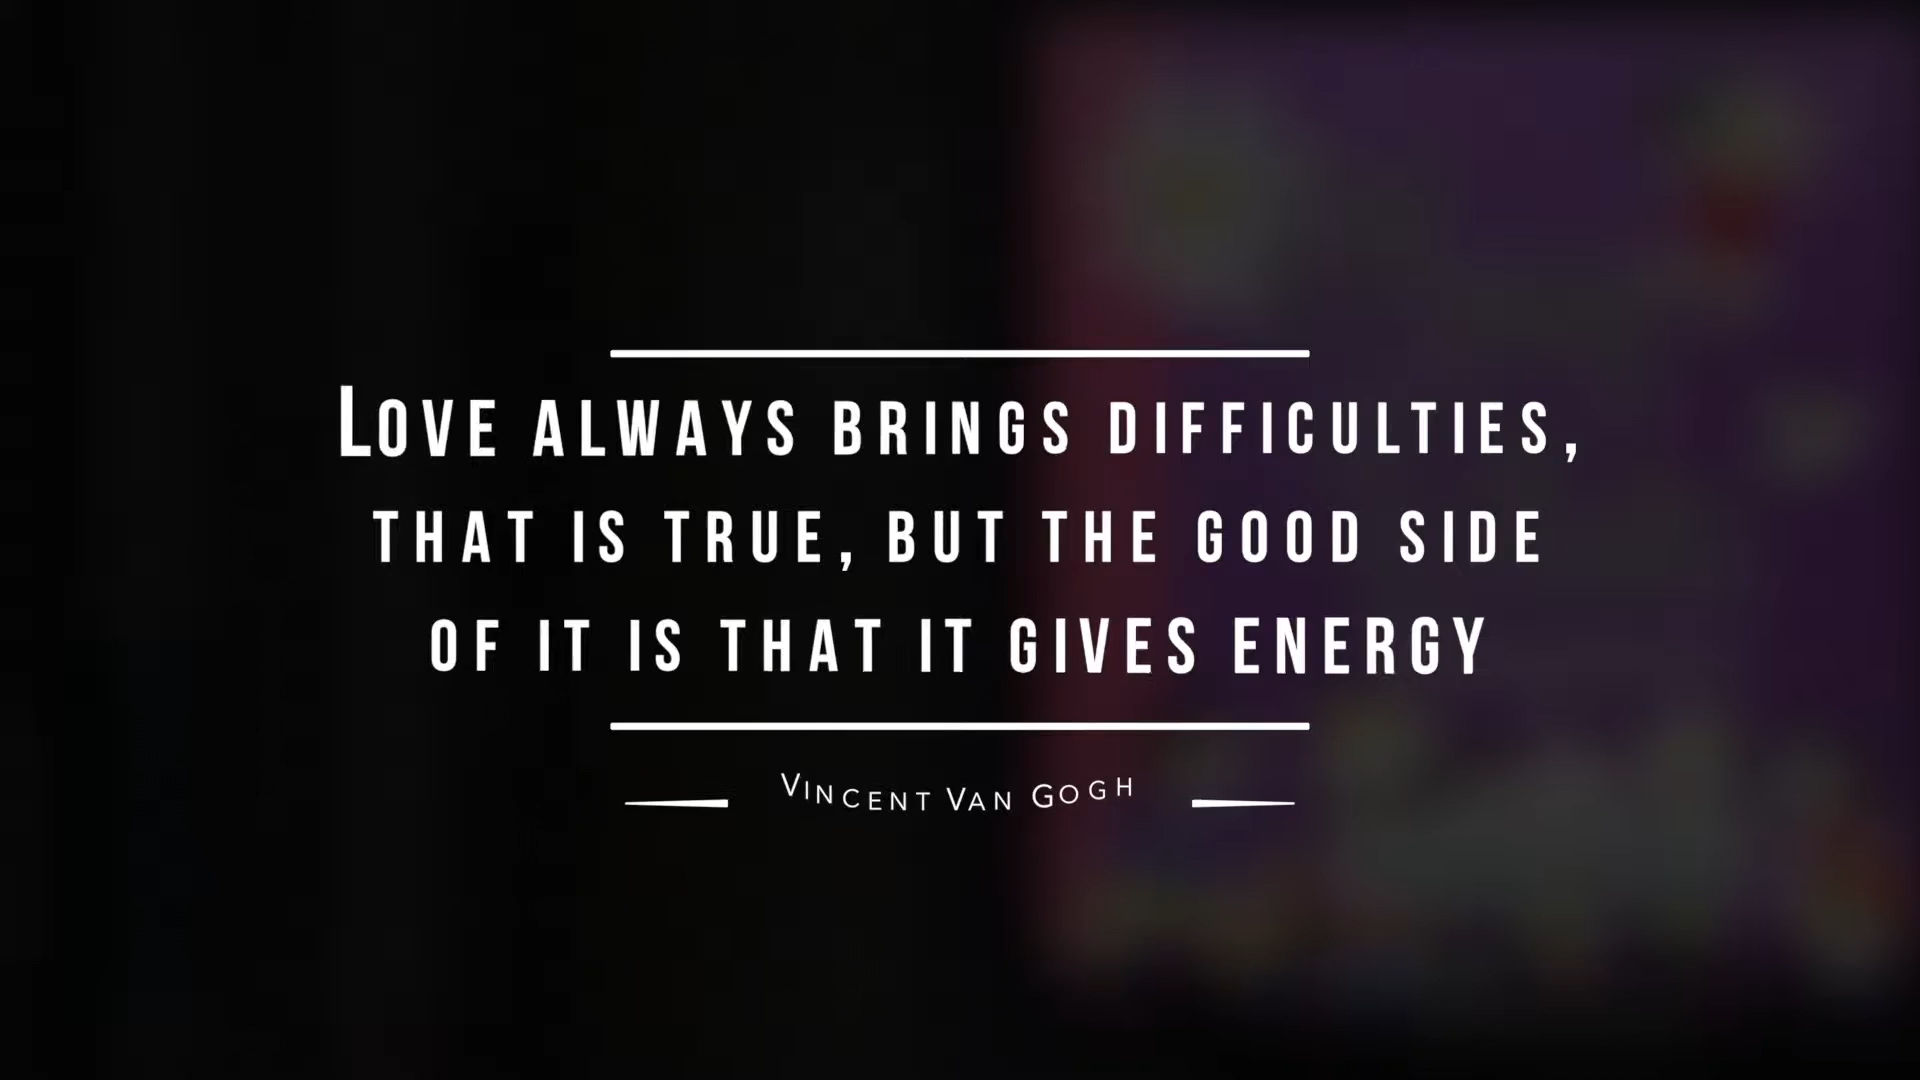 Love always brings difficulties,
that is true, but the good side
of it is that it gives energy
Vincent Van Gogh